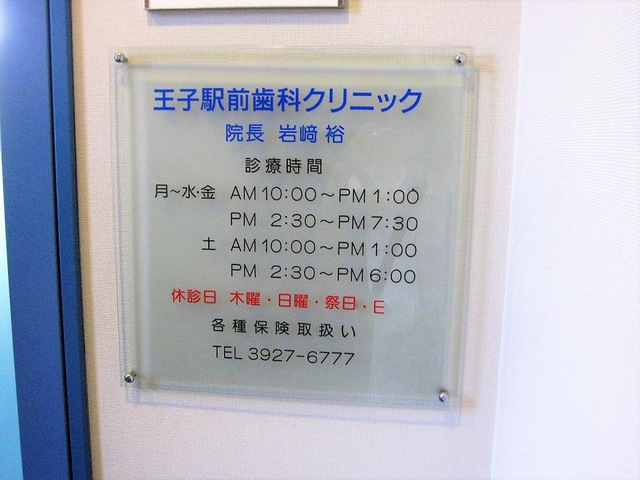 王子駅前歯科クリニック
院長 岩﨑 裕
診療時間
月~水・金 AM10:00~PM1:00
PM 2:30~PM7:30
土 AM10:00~PM1:00
PM 2:30~PM6:00
休診日 木曜・日曜・祭日・E
各種保険取扱い
TEL 3927-6777